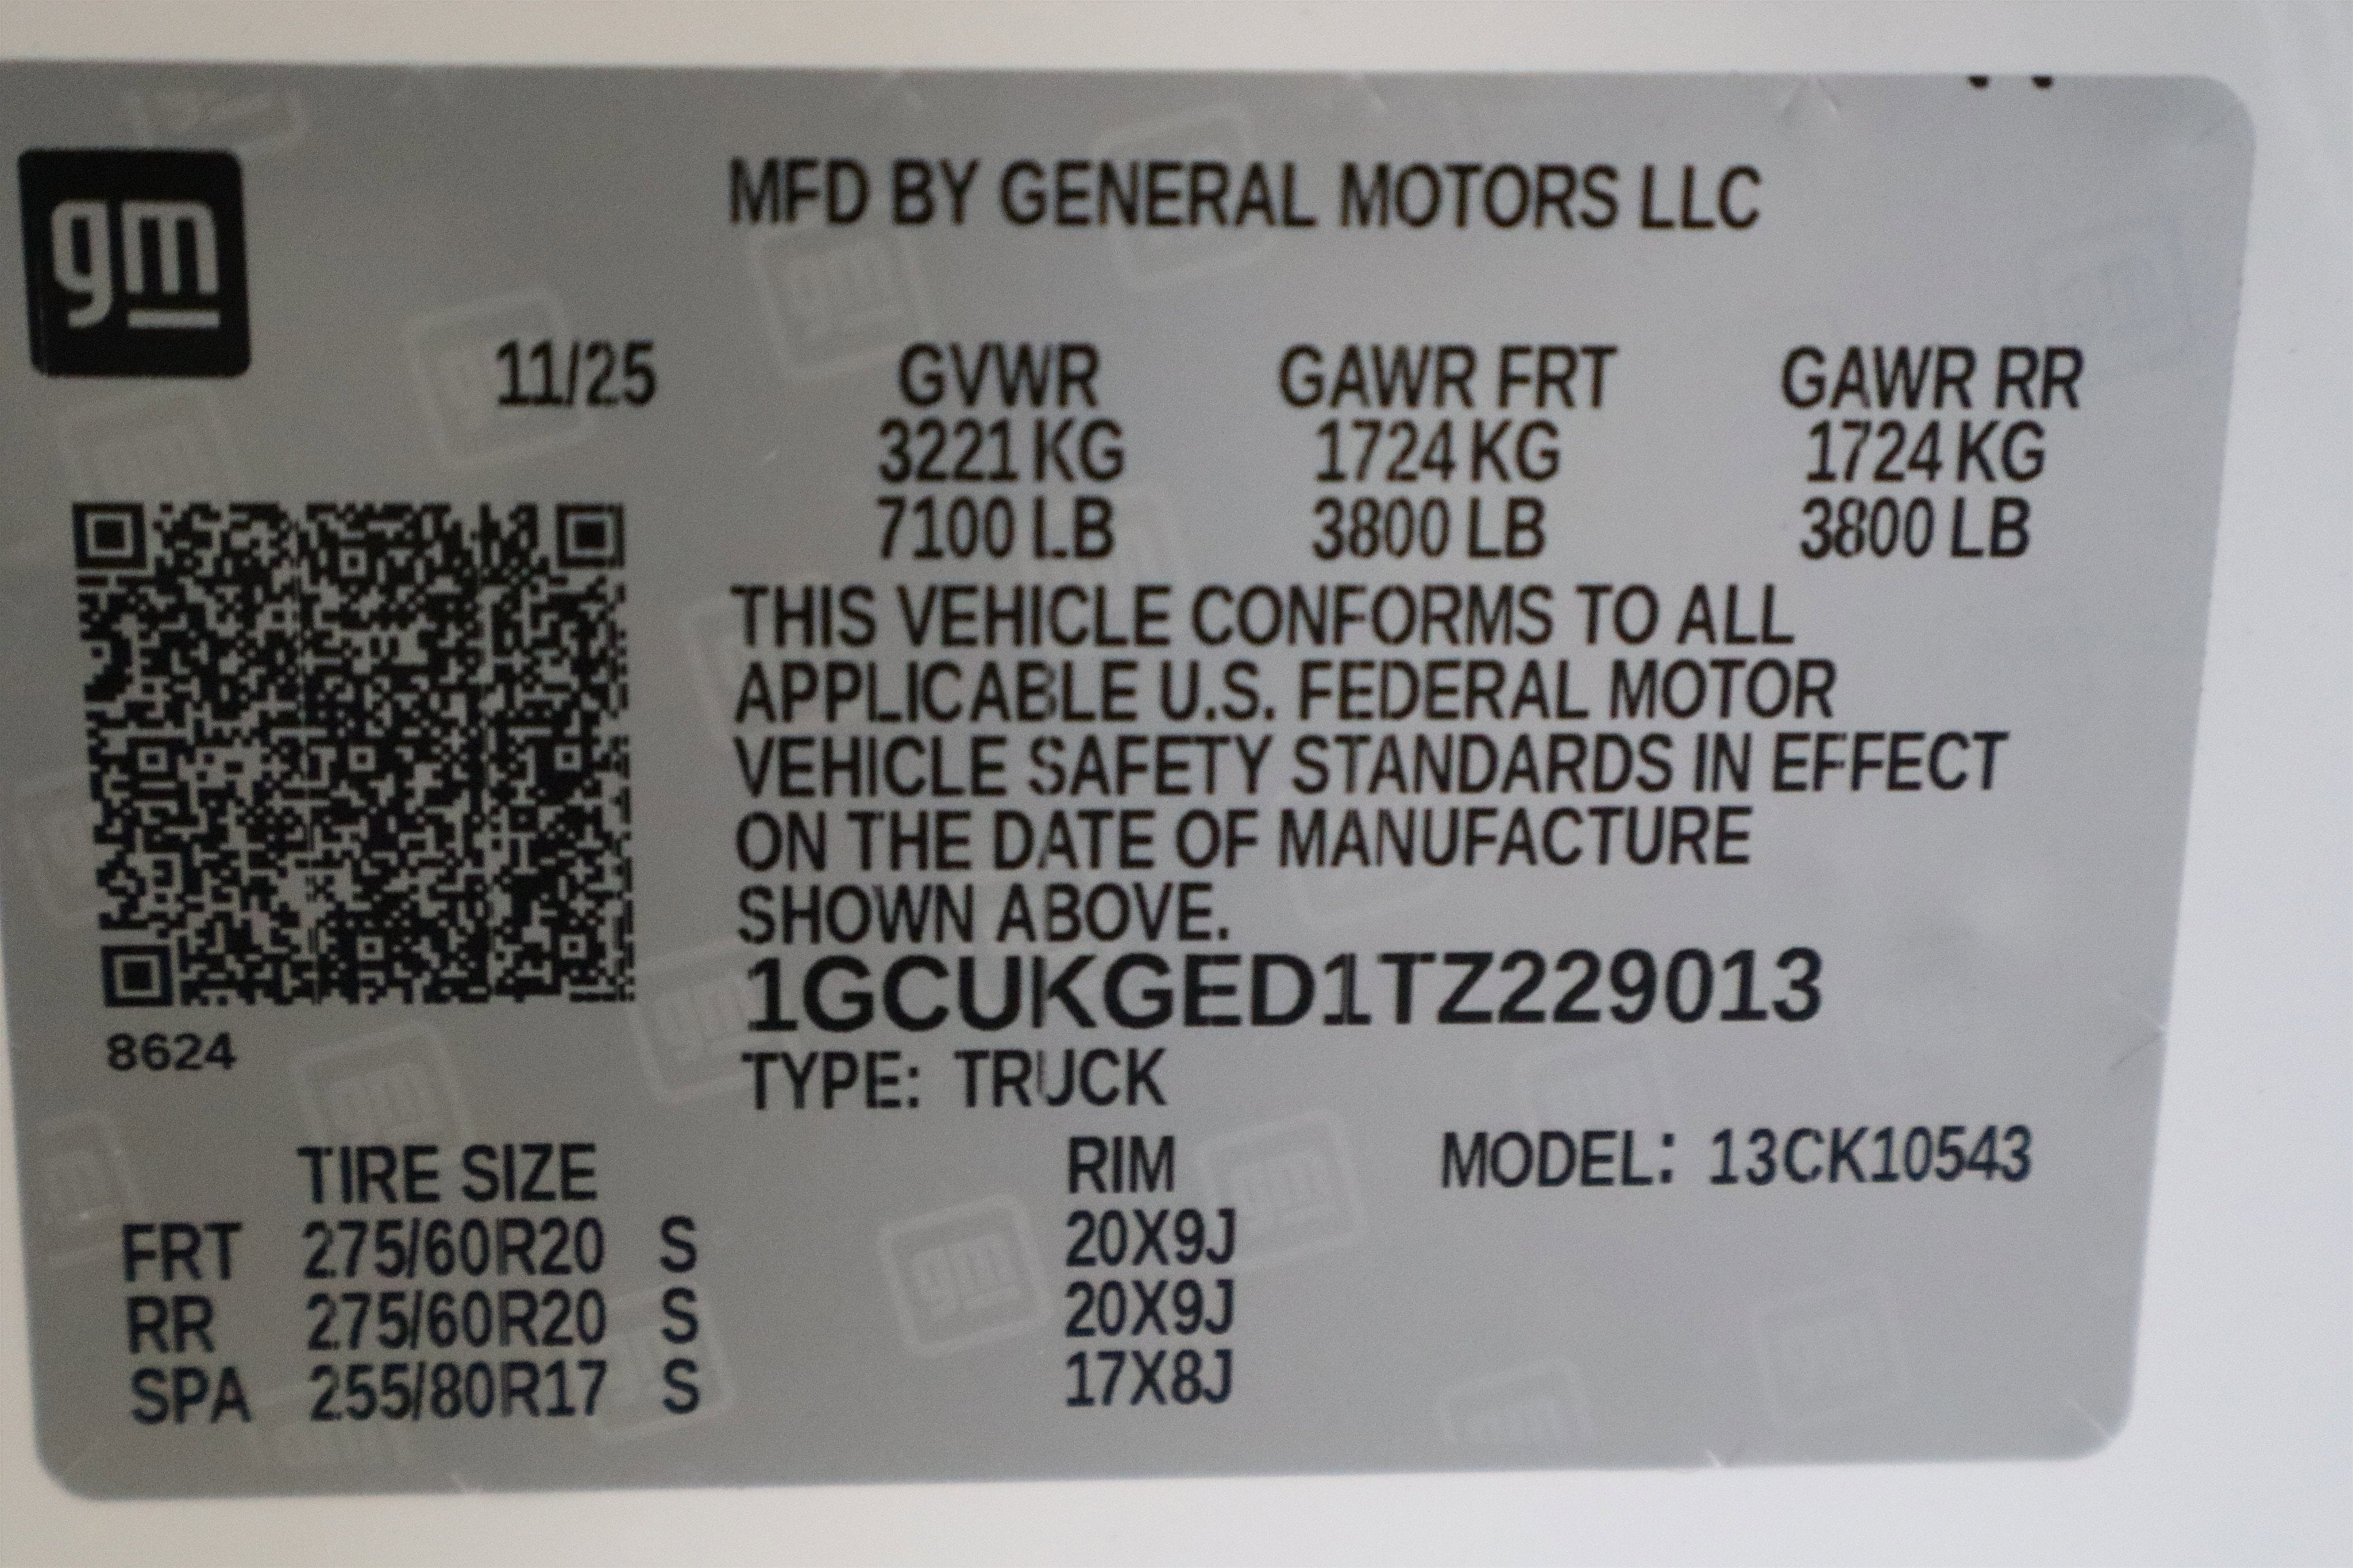 gm
MFD BY GENERAL MOTORS LLC
11/25 GVWR GAWR FRT GAWR RR
3221 KG 1724 KG 1724 KG
7100 LB 3800 LB 3800 LB
THIS VEHICLE CONFORMS TO ALL
APPLICABLE U.S. FEDERAL MOTOR
VEHICLE SAFETY STANDARDS IN EFFECT
ON THE DATE OF MANUFACTURE
SHOWN ABOVE.
1GCUKGED1TZ229013
8624
TYPE: TRUCK
TIRE SIZE RIM MODEL: 13CK10543
FRT 275/60R20 S 20X9J
RR 275/60R20 S 20X9J
SPA 255/80R17 S 17X8J